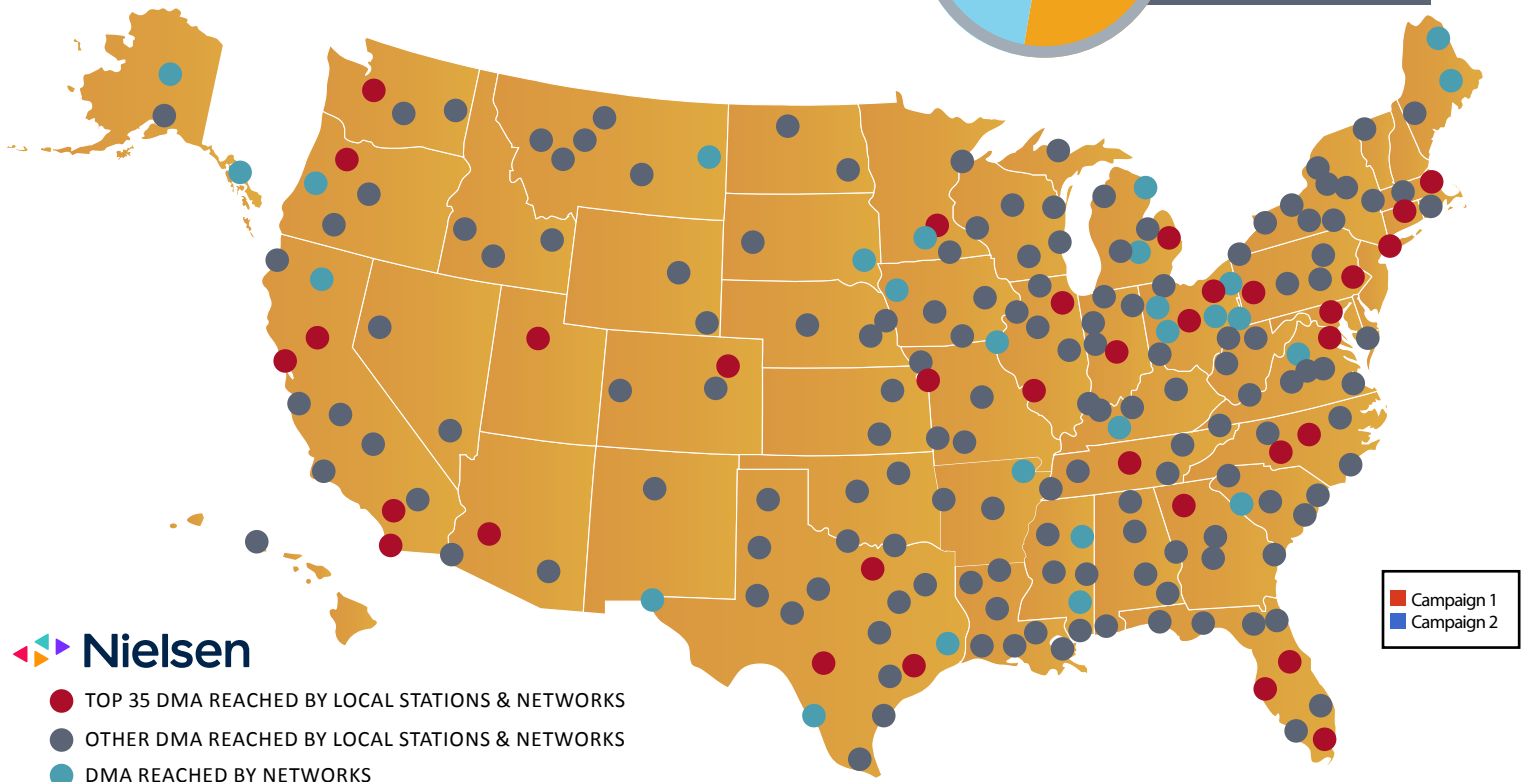 Campaign 1
Campaign 2
Nielsen
TOP 35 DMA REACHED BY LOCAL STATIONS & NETWORKS
OTHER DMA REACHED BY LOCAL STATIONS & NETWORKS
DMA REACHED BY NETWORKS